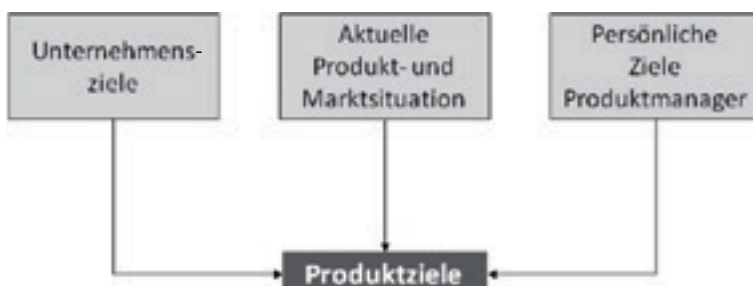 Unternehmens-
ziele
Aktuelle
Produkt- und
Marktsituation
Persönliche
Ziele
Produktmanager
Produktziele